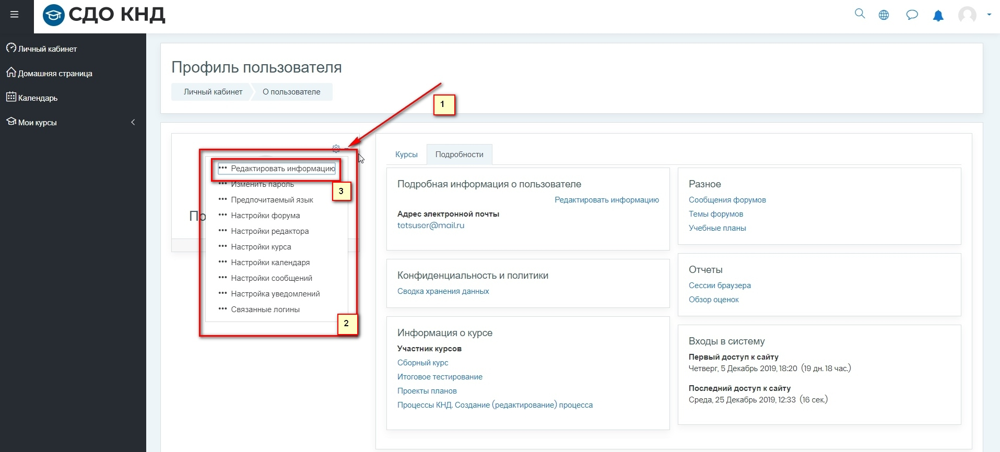 СДО КНД
Личный кабинет
Домашняя страница
Календарь
Мои курсы
Профиль пользователя
Личный кабинет
О пользователе
1
Редактировать информацию
3
Изменить пароль
Предпочитаемый язык
Настройки форума
По
Настройки редактора
Настройки курса
Настройки календаря
Настройки сообщений
Настройка уведомлений
Связанные логины
2
Курсы
Подробности
Подробная информация о пользователе
Редактировать информацию
Адрес электронной почты
tetsuser@mail.ru
Конфиденциальность и политики
Сводка хранения данных
Информация о курсе
Участник курсов
Сборный курс
Итоговое тестирование
Проекты планов
Процессы КНД. Создание (редактирование) процесса
Разное
Сообщения форумов
Темы форумов
Учебные планы
Отчеты
Сессии браузера
Обзор оценок
Входы в систему
Первый доступ к сайту
Четверг, 5 Декабрь 2019, 18:20 (19 дн. 18 час.)
Последний доступ к сайту
Среда, 25 Декабрь 2019, 12:33 (16 сек.)